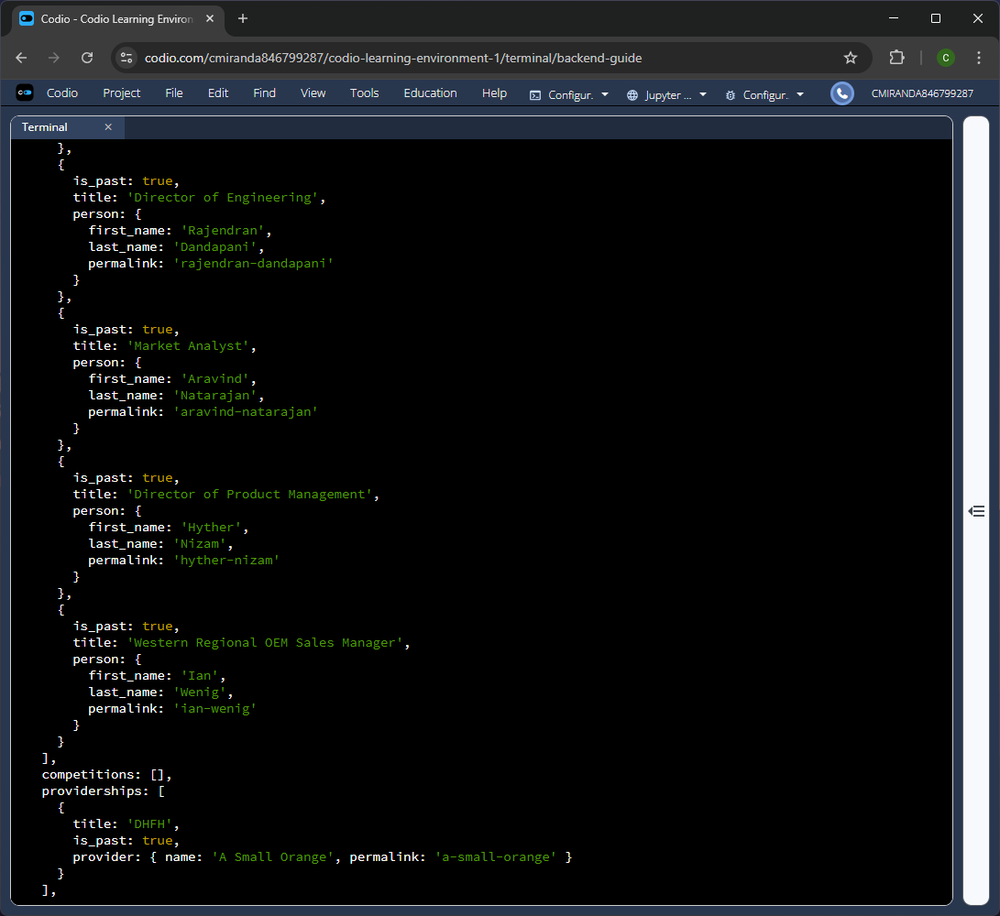 Codio - Codio Learning Environ
codio.com/cmiranda846799287/codio-learning-environment-1/terminal/backend-guide
C
Codio Project File Edit Find View Tools Education Help Configur. Jupyter ... Configur. CMIRANDA846799287
Terminal
},
{
is_past: true,
title: 'Director of Engineering',
person: {
first_name: 'Rajendran',
last_name: 'Dandapani',
permalink: 'rajendran-dandapani'
}
},
{
is_past: true,
title: 'Market Analyst',
person: {
first_name: 'Aravind',
last_name: 'Natarajan',
permalink: 'aravind-natarajan'
}
},
{
is_past: true,
title: 'Director of Product Management',
person: {
first_name: 'Hyther',
last_name: 'Nizam',
permalink: 'hyther-nizam'
}
},
{
is_past: true,
title: 'Western Regional OEM Sales Manager',
person: {
first_name: 'Ian',
last_name: 'Wenig',
permalink: 'ian-wenig'
}
}
],
competitions: [],
providerships: [
{
title: 'DHFH',
is_past: true,
provider: { name: 'A Small Orange', permalink: 'a-small-orange' }
}
],